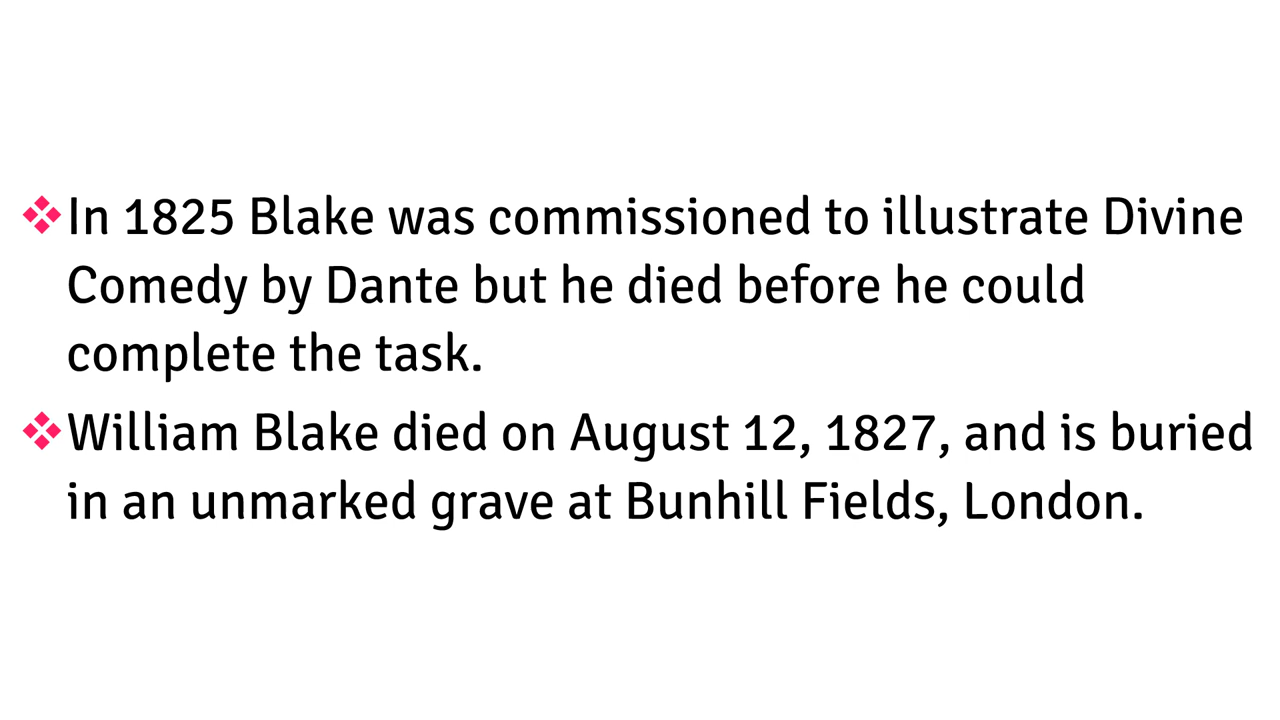 ❖In 1825 Blake was commissioned to illustrate Divine
Comedy by Dante but he died before he could
complete the task.
❖William Blake died on August 12, 1827, and is buried
in an unmarked grave at Bunhill Fields, London.